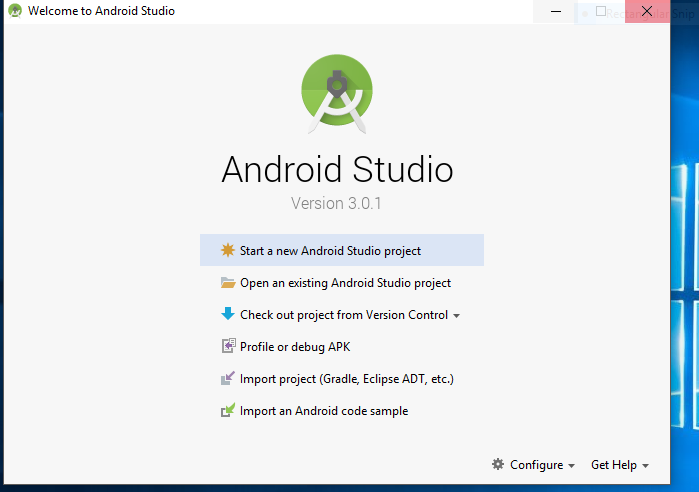 Welcome to Android Studio
Rectangular Snip
Android Studio
Version 3.0.1
Start a new Android Studio project
Open an existing Android Studio project
Check out project from Version Control
Profile or debug APK
Import project (Gradle, Eclipse ADT, etc.)
Import an Android code sample
Configure
Get Help